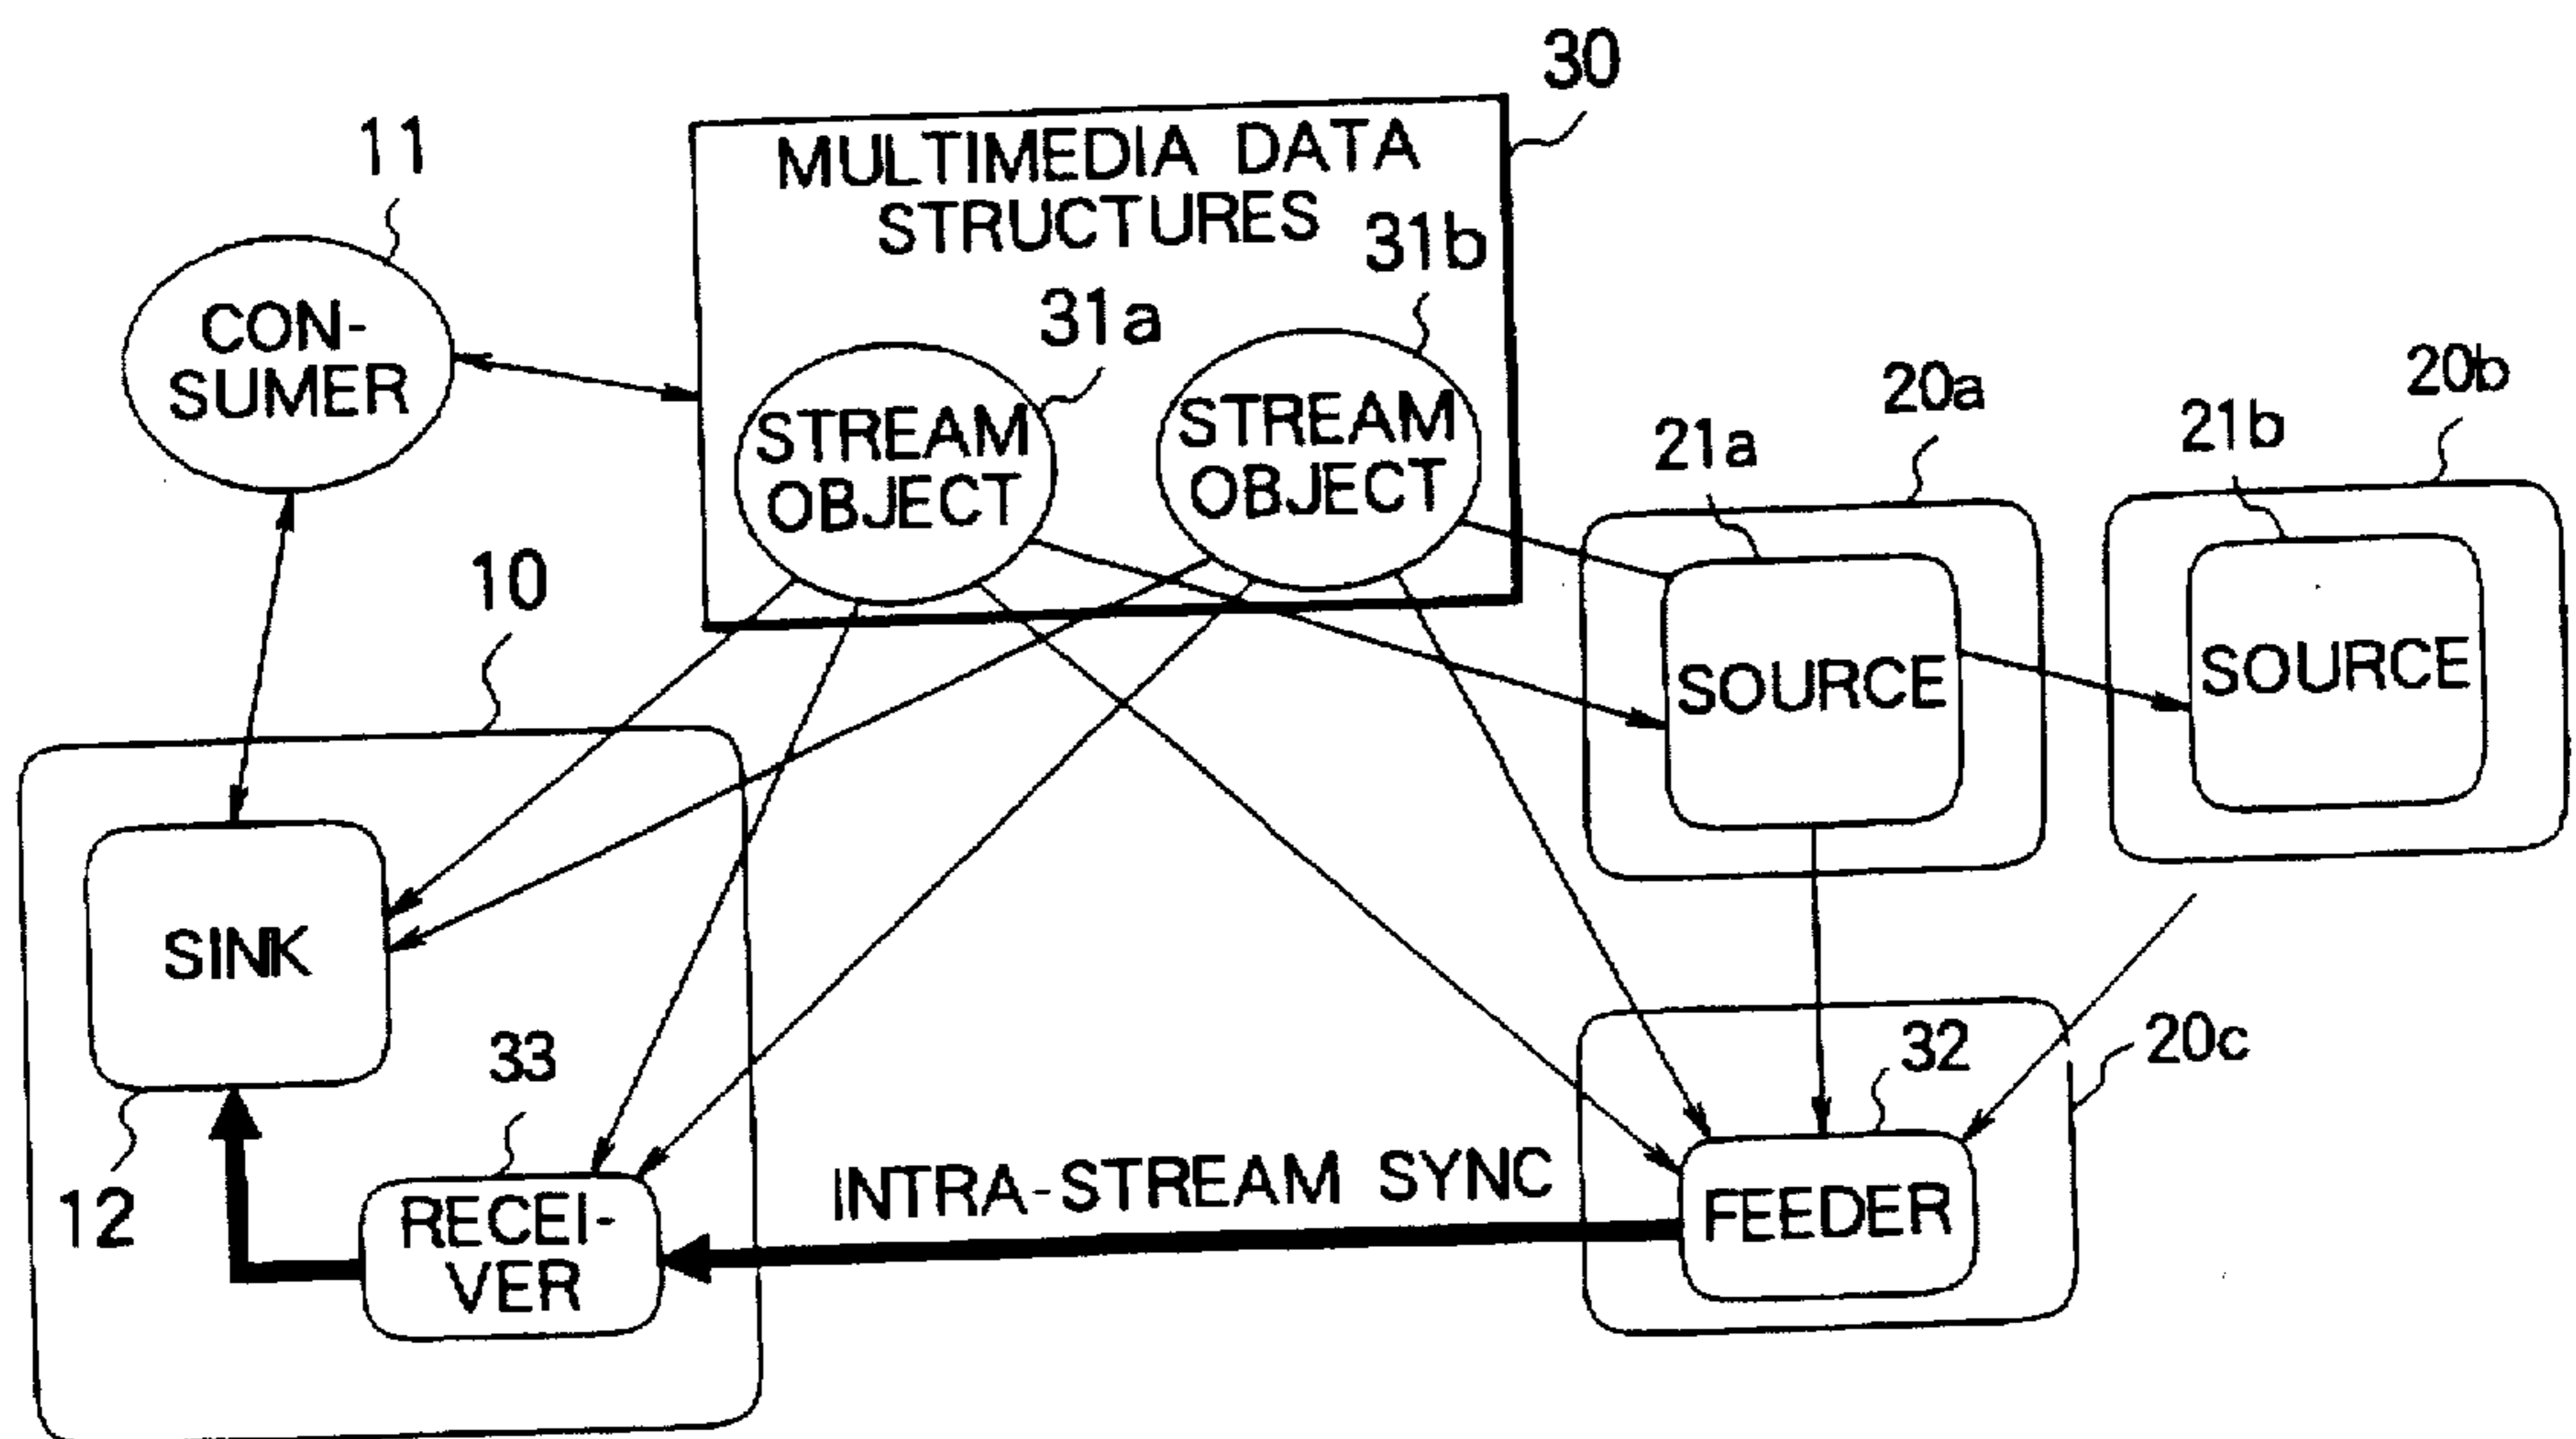 30
11
MULTIMEDIA DATA
STRUCTURES
31b
31a
CON-
SUMER
STREAM
OBJECT
STREAM
OBJECT
20a
20b
21a
21b
10
SOURCE
SOURCE
SINK
33
32
20c
12
INTRA-STREAM SYNC
RECEI-
VER
FEEDER